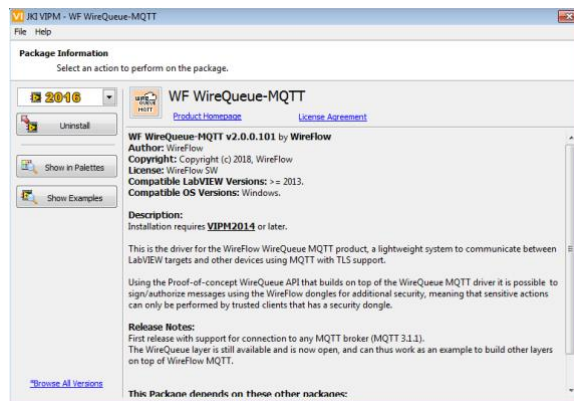 JKI VIPM - WF WireQueue-MQTT
File Help
Package Information
Select an action to perform on the package.
2016
Uninstall
Show in Palettes
Show Examples
*Browse All Versions
WIRE
QUEUE
MQTT
WF WireQueue-MQTT
Product Homepage License Agreement
WF WireQueue-MQTT v2.0.0.101 by WireFlow
Author: WireFlow
Copyright: Copyright (c) 2018, WireFlow
License: WireFlow SW
Compatible LabVIEW Versions: >= 2013.
Compatible OS Versions: Windows.
Description:
Installation requires VIPM2014 or later.
This is the driver for the WireFlow WireQueue MQTT product, a lightweight system to communicate between
LabVIEW targets and other devices using MQTT with TLS support.
Using the Proof-of-concept WireQueue API that builds on top of the WireQueue MQTT driver it is possible to
sign/authorize messages using the WireFlow dongles for additional security, meaning that sensitive actions
can only be performed by trusted clients that has a security dongle.
Release Notes:
First release with support for connection to any MQTT broker (MQTT 3.1.1).
The WireQueue layer is still available and is now open, and can thus work as an example to build other layers
on top of WireFlow MQTT.
This Package depends on these other packages: